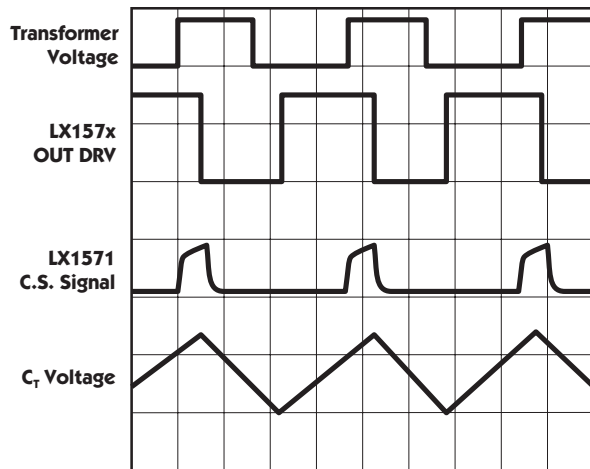 Transformer
Voltage
LX157x
OUT DRV
LX1571
C.S. Signal
CT Voltage